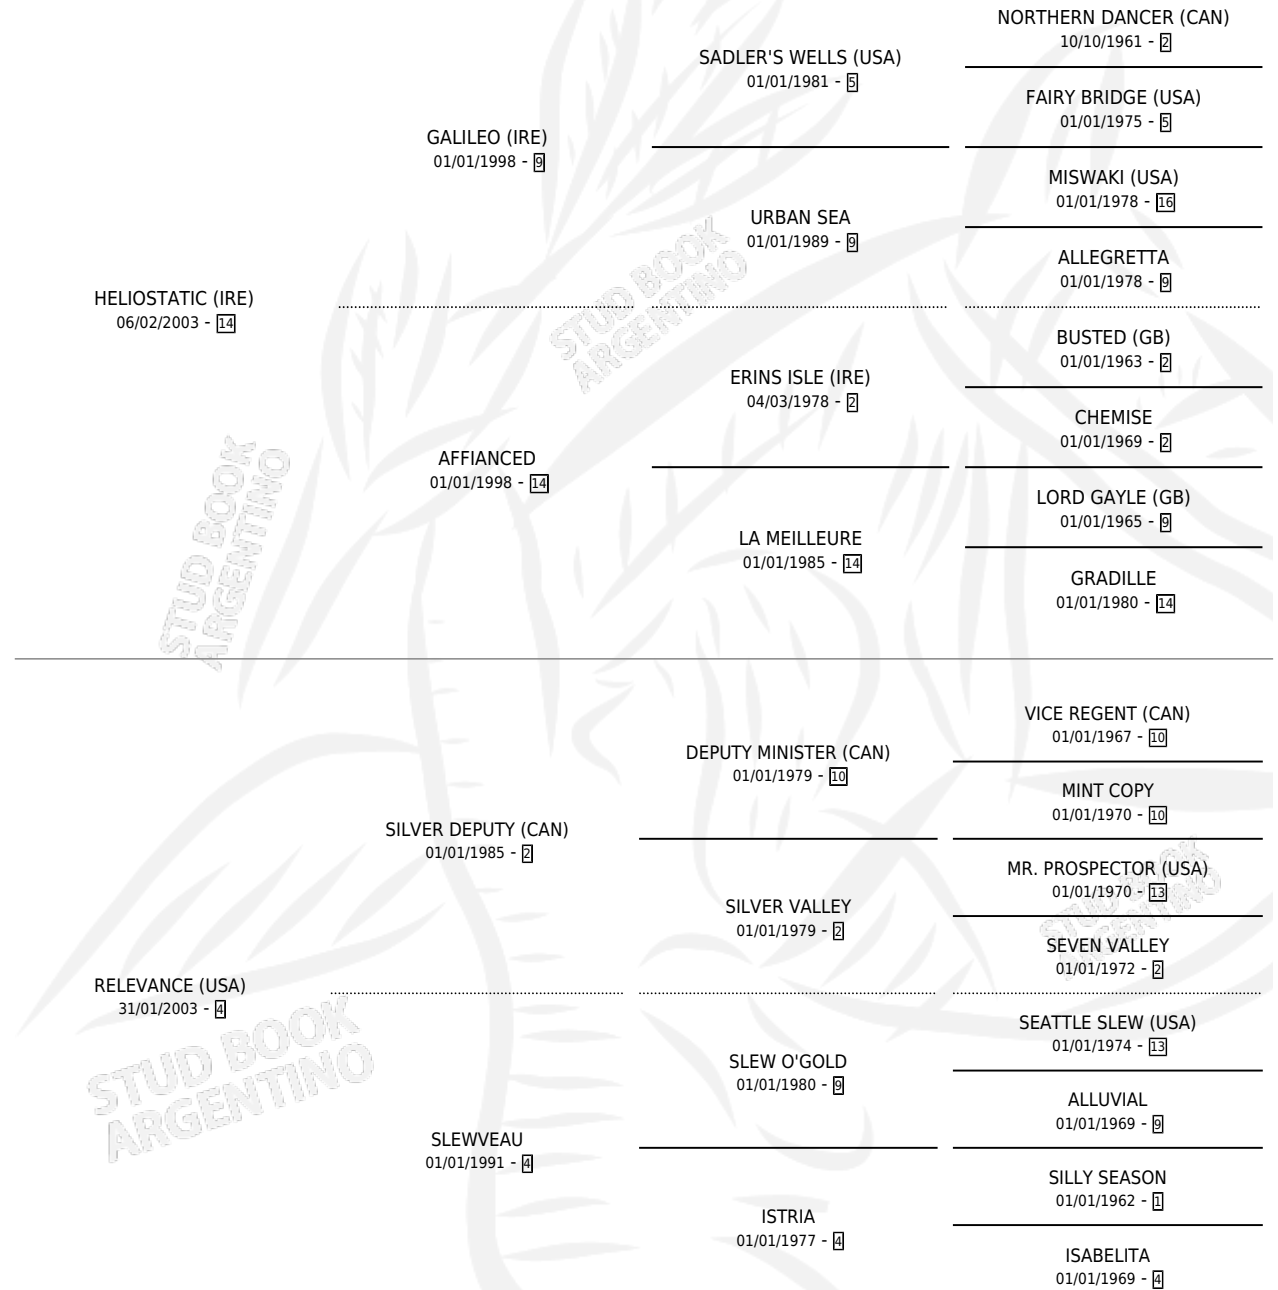 NORTHERN DANCER (CAN)
10/10/1961 - 2
SADLER'S WELLS (USA)
01/01/1981 - 5
FAIRY BRIDGE (USA)
01/01/1975 - 5
GALILEO (IRE)
01/01/1998 - 9
MISWAKI (USA)
01/01/1978 - 16
URBAN SEA
01/01/1989 - 9
ALLEGRETTA
01/01/1978 - 9
HELIOSTATIC (IRE)
06/02/2003 - 14
STUD BOOK
ARGENTINO
BUSTED (GB)
01/01/1963 - 2
ERINS ISLE (IRE)
04/03/1978 - 2
CHEMISE
01/01/1969 - 2
AFFIANCED
01/01/1998 - 14
LORD GAYLE (GB)
01/01/1965 - 9
LA MEILLEURE
01/01/1985 - 14
GRADILLE
01/01/1980 - 14
STUD BOOK
ARGENTINO
VICE REGENT (CAN)
01/01/1967 - 10
DEPUTY MINISTER (CAN)
01/01/1979 - 10
MINT COPY
01/01/1970 - 10
SILVER DEPUTY (CAN)
01/01/1985 - 2
MR. PROSPECTOR (USA)
01/01/1970 - 13
SILVER VALLEY
01/01/1979 - 2
STUD BOOK
ARGENTINO
SEVEN VALLEY
01/01/1972 - 2
RELEVANCE (USA)
31/01/2003 - 4
SEATTLE SLEW (USA)
01/01/1974 - 13
STUD BOOK
ARGENTINO
SLEW O'GOLD
01/01/1980 - 9
ALLUVIAL
01/01/1969 - 9
SLEWVEAU
01/01/1991 - 4
SILLY SEASON
01/01/1962 - 1
ISTRIA
01/01/1977 - 4
ISABELITA
01/01/1969 - 4